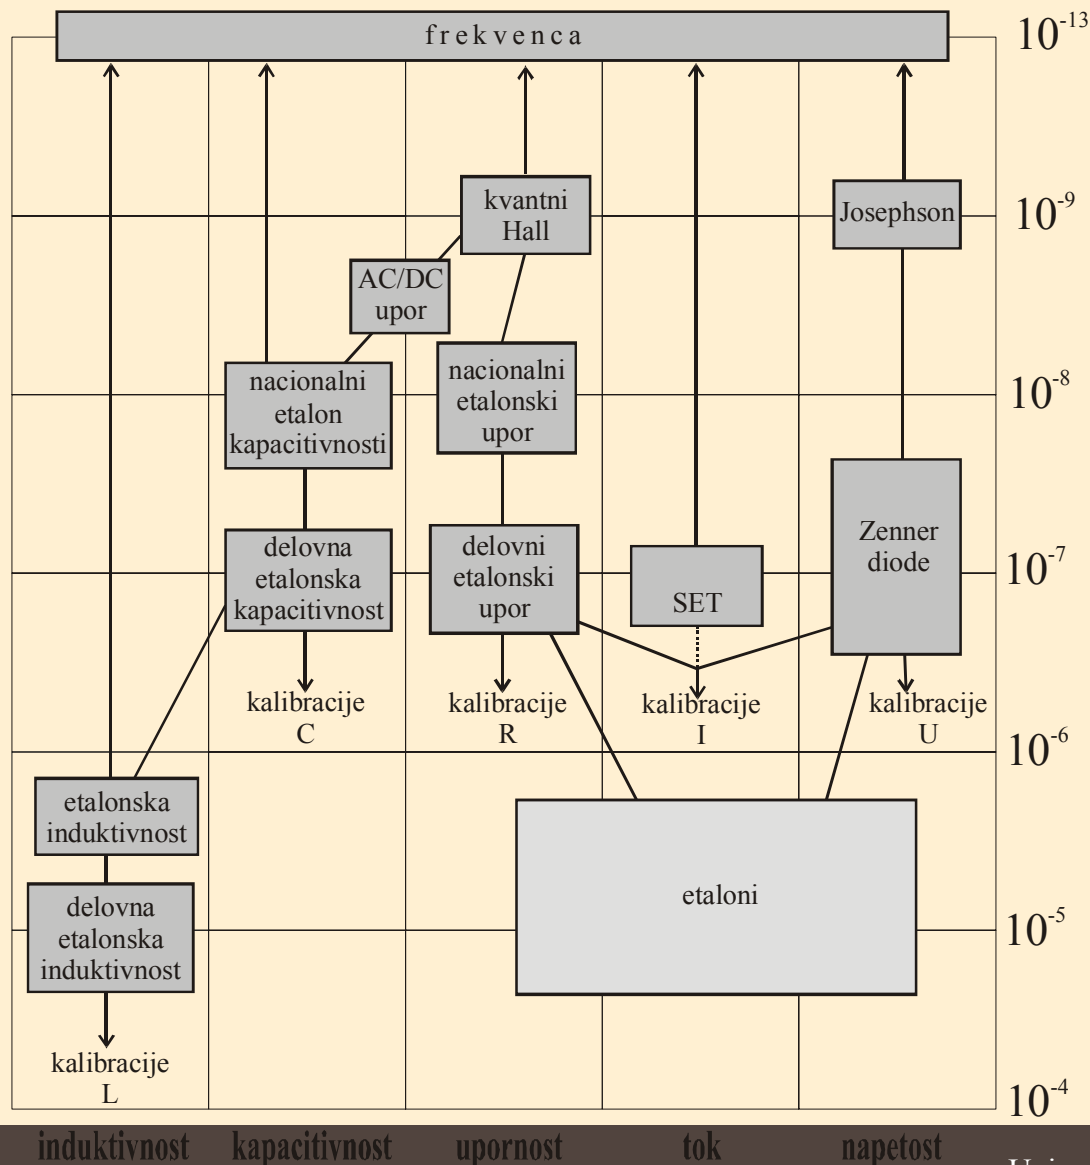 frekvenca
10⁻¹³
kvantni
Hall
Josephson
10⁻⁹
AC/DC
upor
nacionalni
etalon
kapacitivnosti
nacionalni
etalonski
upor
10⁻⁸
delovna
etalonska
kapacitivnost
delovni
etalonski
upor
SET
Zenner
diode
10⁻⁷
kalibracije
C
kalibracije
R
kalibracije
I
kalibracije
U
10⁻⁶
etalonska
induktivnost
delovna
etalonska
induktivnost
etaloni
10⁻⁵
kalibracije
L
10⁻⁴
induktivnost kapacitivnost upornost tok napetost